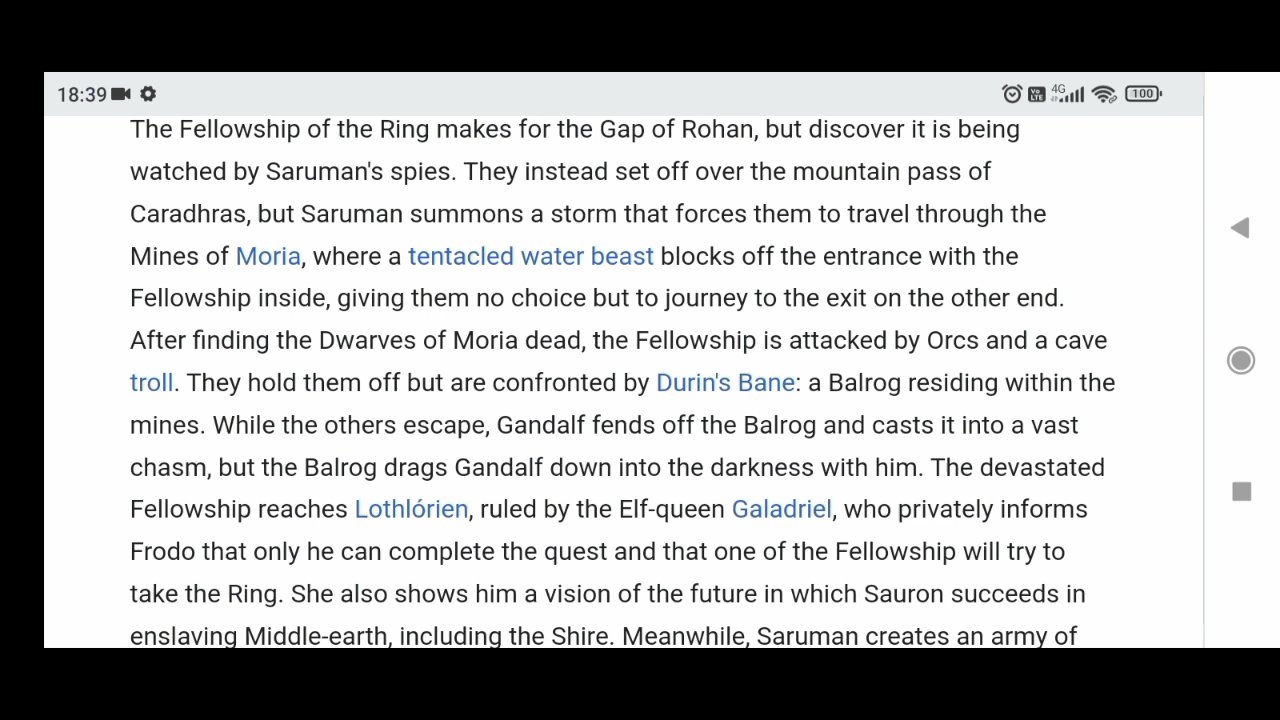 18:39
Vo LTE 4G 100
The Fellowship of the Ring makes for the Gap of Rohan, but discover it is being
watched by Saruman's spies. They instead set off over the mountain pass of
Caradhras, but Saruman summons a storm that forces them to travel through the
Mines of Moria, where a tentacled water beast blocks off the entrance with the
Fellowship inside, giving them no choice but to journey to the exit on the other end.
After finding the Dwarves of Moria dead, the Fellowship is attacked by Orcs and a cave
troll. They hold them off but are confronted by Durin's Bane: a Balrog residing within the
mines. While the others escape, Gandalf fends off the Balrog and casts it into a vast
chasm, but the Balrog drags Gandalf down into the darkness with him. The devastated
Fellowship reaches Lothlórien, ruled by the Elf-queen Galadriel, who privately informs
Frodo that only he can complete the quest and that one of the Fellowship will try to
take the Ring. She also shows him a vision of the future in which Sauron succeeds in
enslaving Middle-earth, including the Shire. Meanwhile, Saruman creates an army of